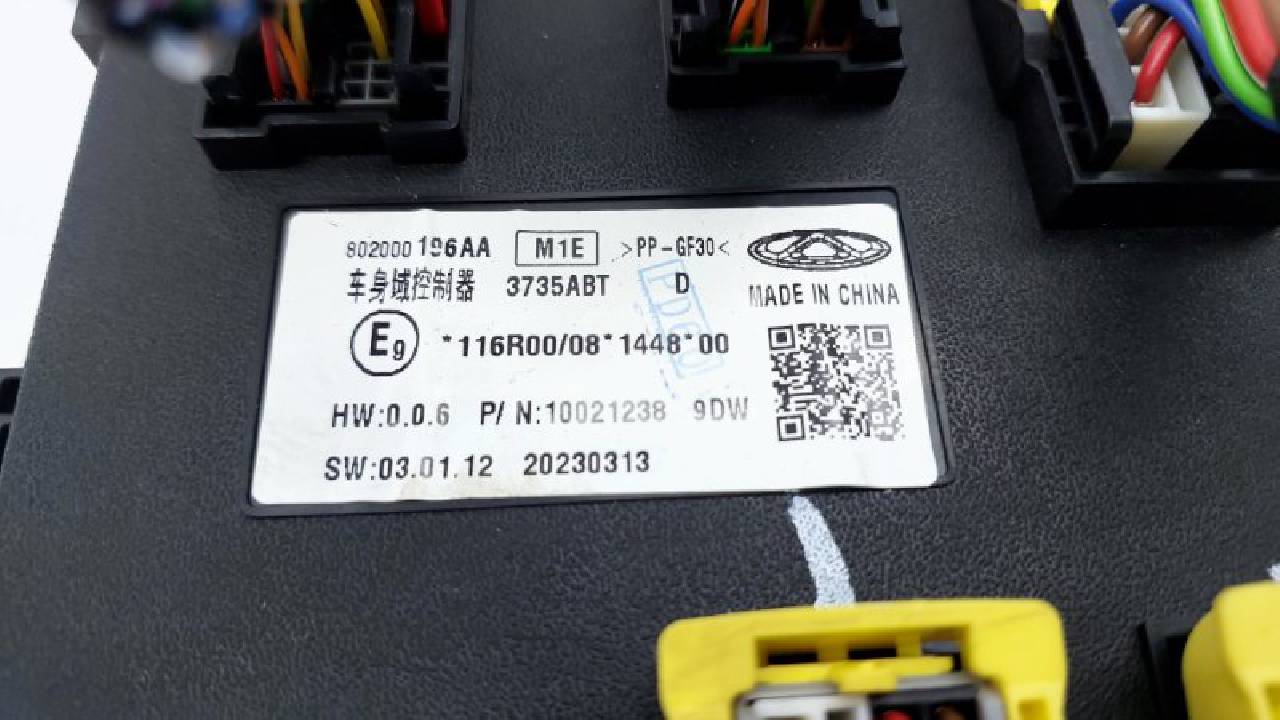 802000196AA M1E >PP-GF30<
车身域控制器 3735ABT D MADE IN CHINA
E9 *116R00/08*1448*00
PDCU
HW:0.0.6 P/N:10021238 9DW
SW:03.01.12 20230313